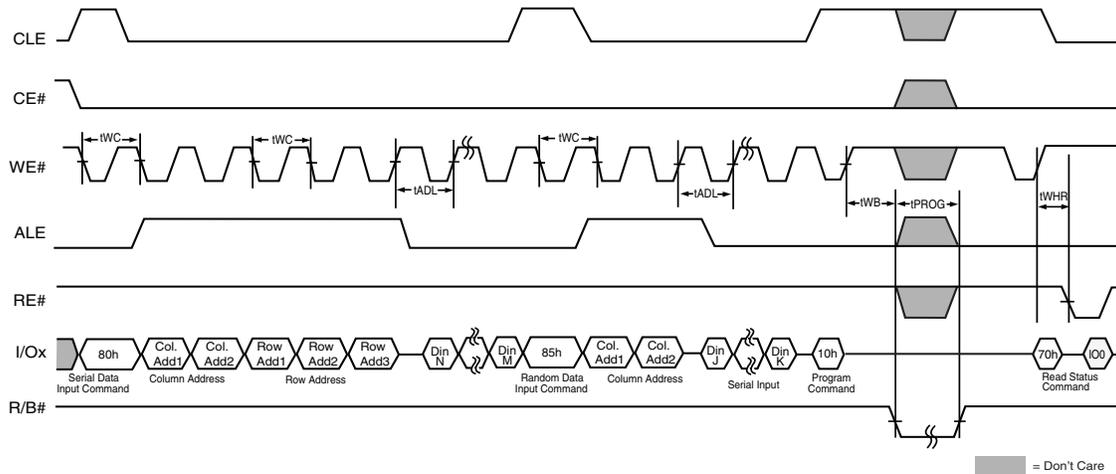 CLE
CE#
tWC tWC tWC
WE#
tADL tADL
tWB tPROG tWHR
ALE
RE#
I/Ox
80h
Col. Add1
Col. Add2
Row Add1
Row Add2
Row Add3
Din N
Din M
85h
Col. Add1
Col. Add2
Din J
Din K
10h
70h
IO0
Serial Data
Input Command
Column Address
Row Address
Random Data
Input Command
Column Address
Serial Input
Program
Command
Read Status
Command
R/B#
= Don't Care